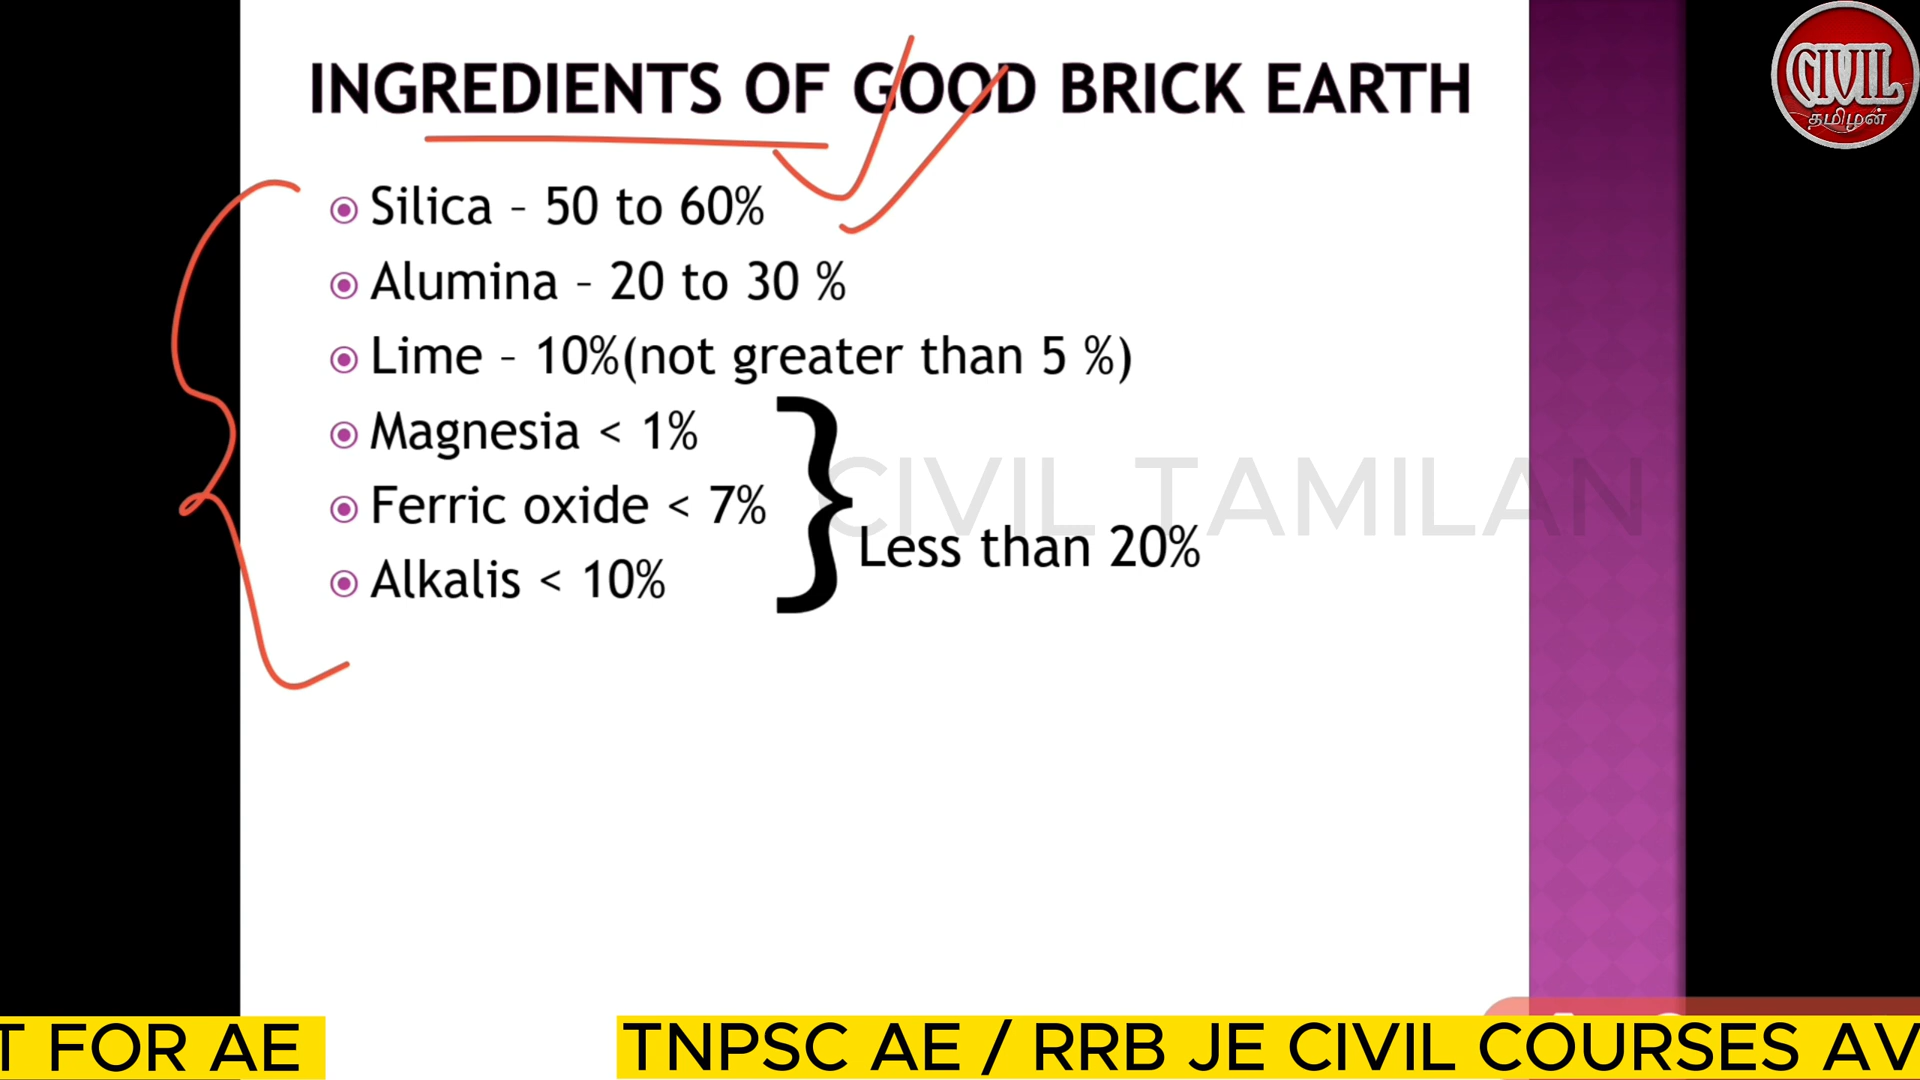 INGREDIENTS OF GOOD BRICK EARTH
CIVIL
தமிழன்
Silica - 50 to 60%
Alumina - 20 to 30 %
Lime - 10%(not greater than 5 %)
Magnesia < 1%
Ferric oxide < 7%
Alkalis < 10%
Less than 20%
CIVIL TAMILAN
T FOR AE
TNPSC AE / RRB JE CIVIL COURSES AV